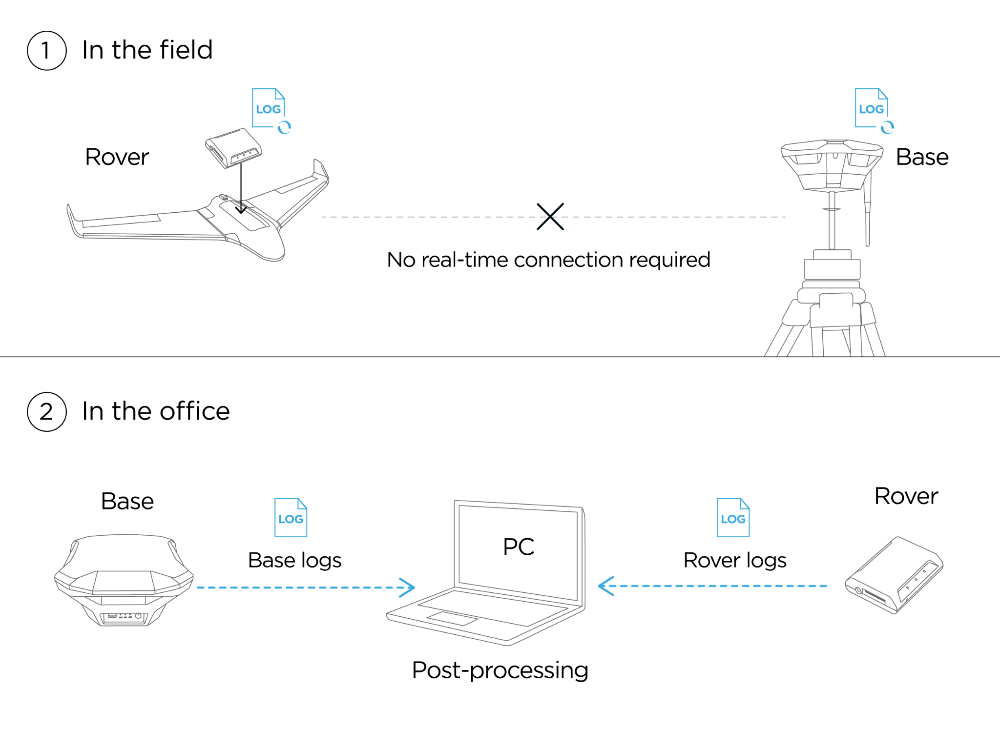 1 In the field
LOG
LOG
Rover
Base
No real-time connection required
2 In the office
Base
LOG
Base logs
PC
LOG
Rover logs
Rover
Post-processing